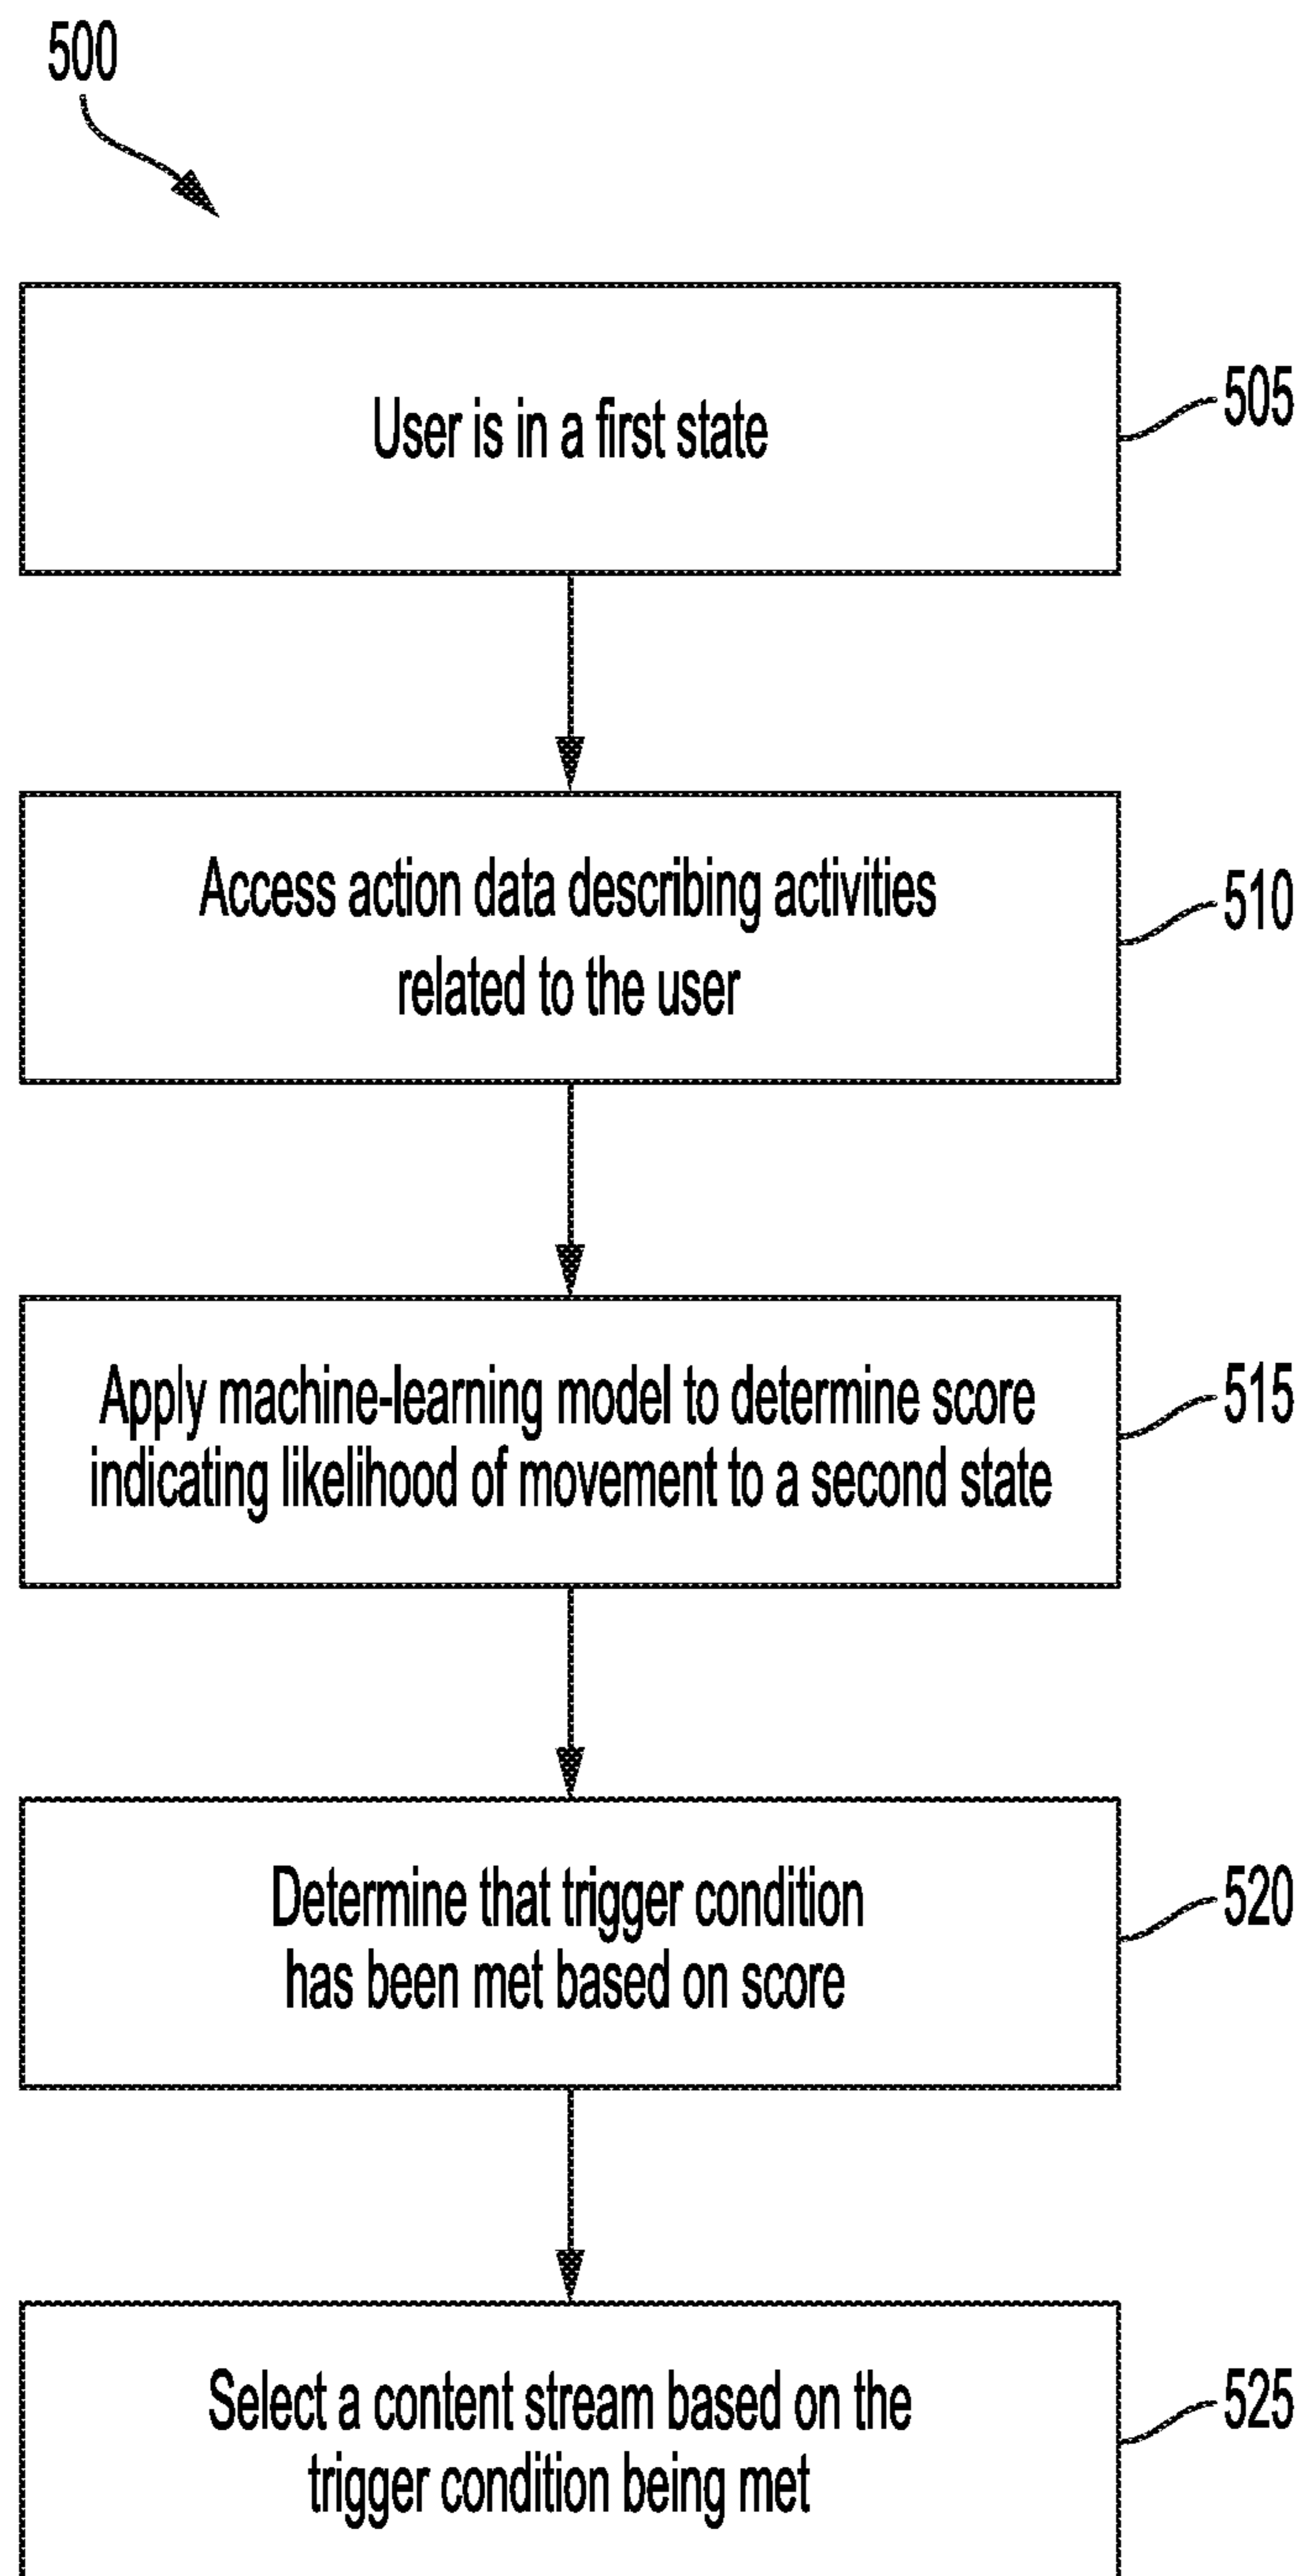 500
User is in a first state
505
Access action data describing activities
related to the user
510
Apply machine-learning model to determine score
indicating likelihood of movement to a second state
515
Determine that trigger condition
has been met based on score
520
Select a content stream based on the
trigger condition being met
525